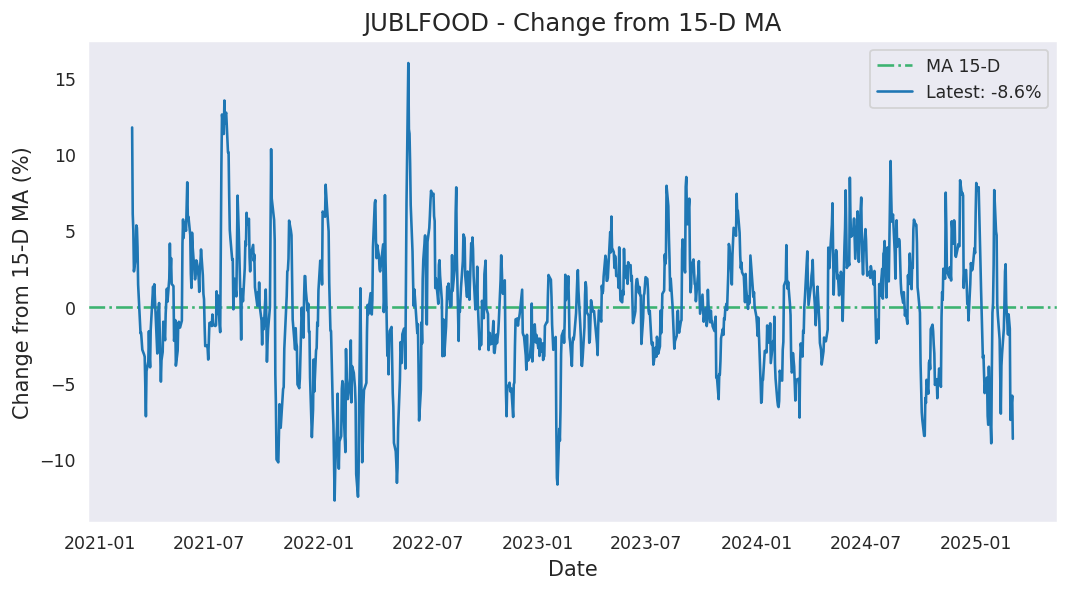 JUBLFOOD - Change from 15-D MA
MA 15-D
Latest: -8.6%
Change from 15-D MA (%)
15
10
5
0
−5
−10
2021-01 2021-07 2022-01 2022-07 2023-01 2023-07 2024-01 2024-07 2025-01
Date